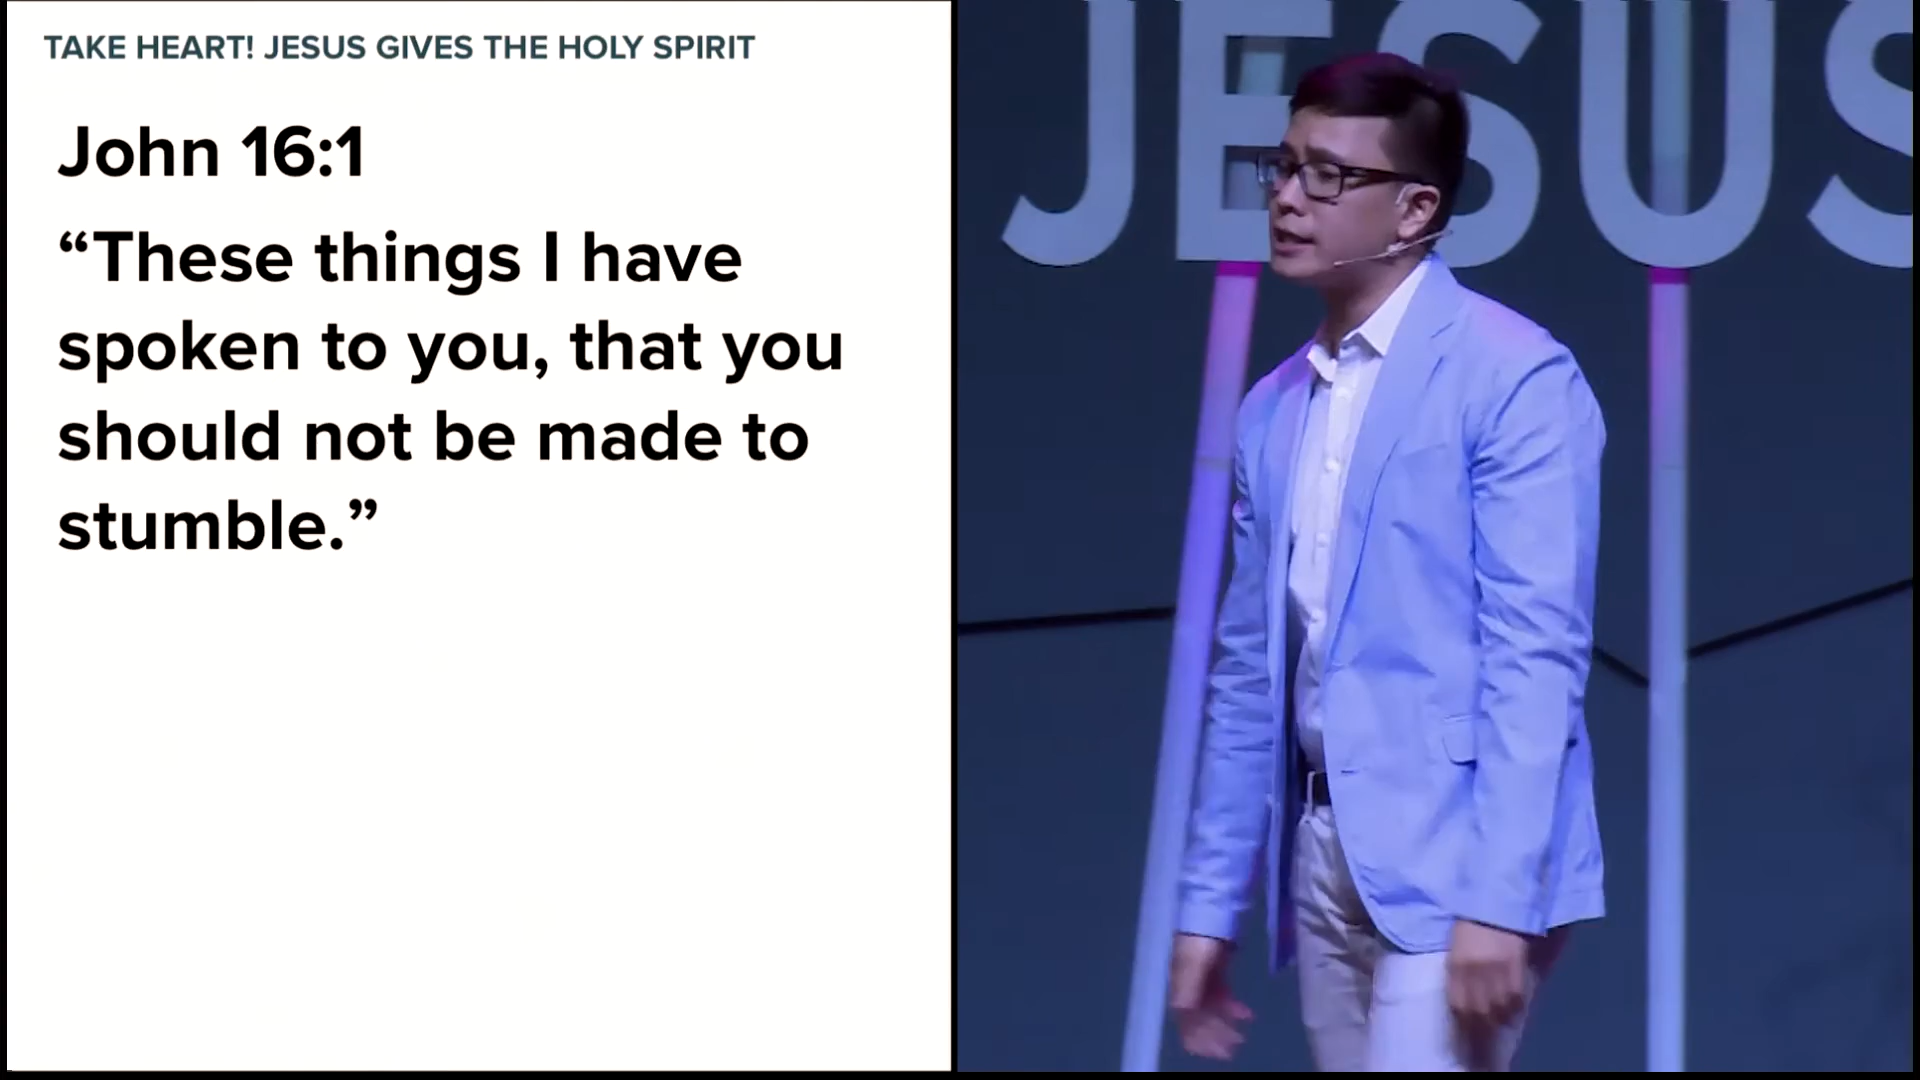 TAKE HEART! JESUS GIVES THE HOLY SPIRIT
John 16:1
“These things I have
spoken to you, that you
should not be made to
stumble.”
JESUS